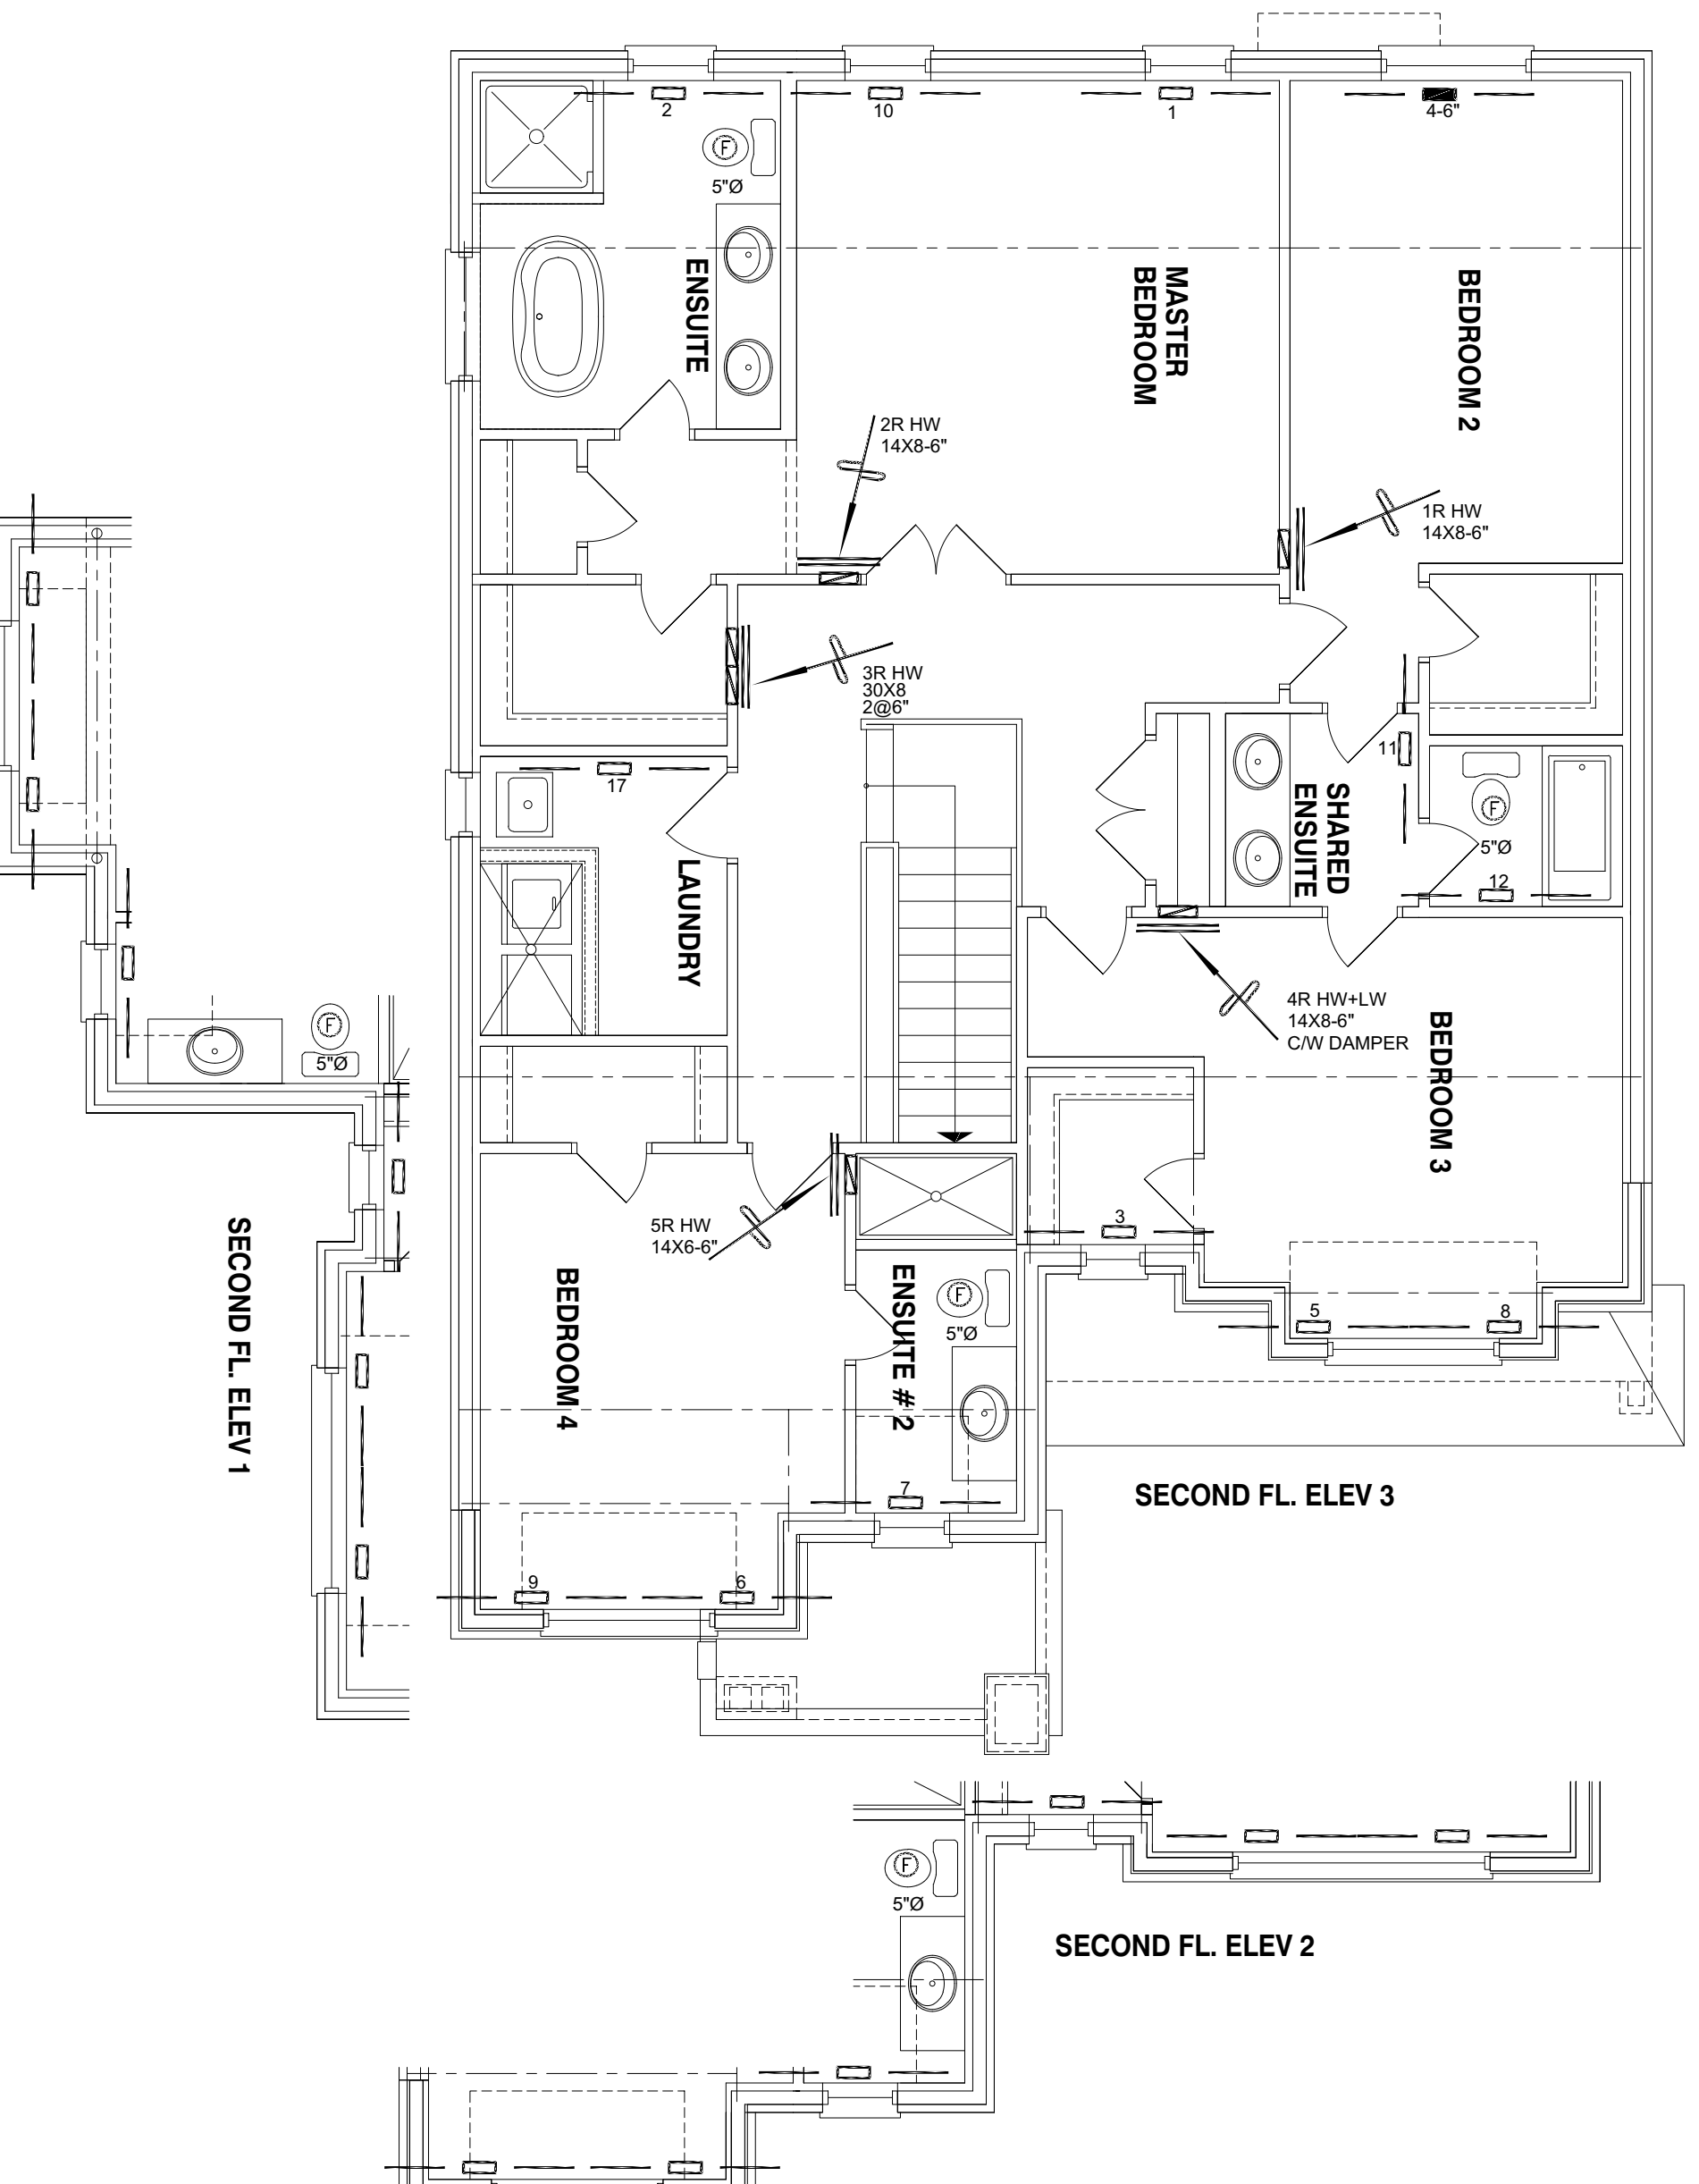 2
10
1
4-6"
F
5"Ø
ENSUITE
MASTER
BEDROOM
BEDROOM 2
2R HW
14X8-6"
1R HW
14X8-6"
3R HW
30X8
2@6"
11
17
SHARED
ENSUITE
F
5"Ø
12
LAUNDRY
4R HW+LW
14X8-6"
C/W DAMPER
F
5"Ø
BEDROOM 3
3
5R HW
14X6-6"
SECOND FL. ELEV 1
BEDROOM 4
ENSUITE # 2
F
5"Ø
5
8
7
SECOND FL. ELEV 3
9
6
F
5"Ø
SECOND FL. ELEV 2